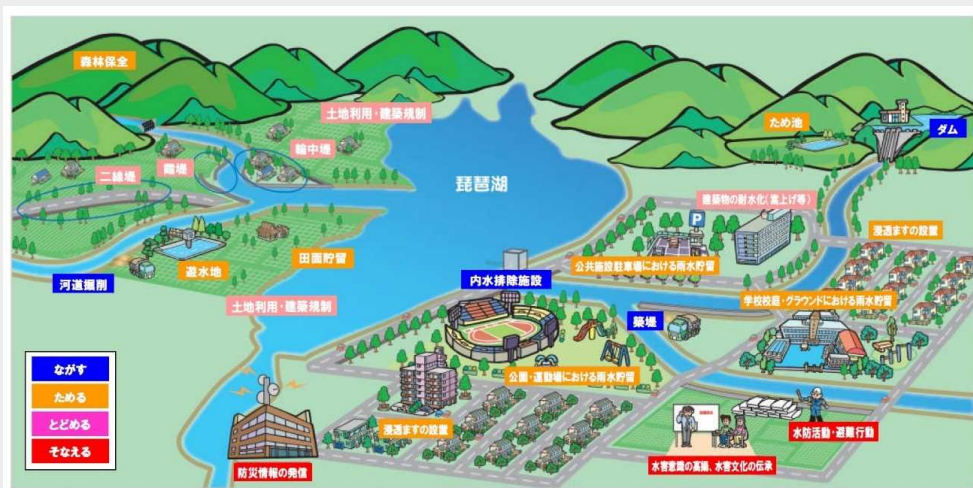 森林保全
土地利用・建築規制
ため池
ダム
輪中堤
霞堤
二線堤
琵琶湖
建築物の耐水化(嵩上げ等)
P
浸透ますの設置
遊水地
田面貯留
公共施設駐車場における雨水貯留
河道掘削
内水排除施設
土地利用・建築規制
学校校庭・グラウンドにおける雨水貯留
築堤
ながす
ためる
とどめる
そなえる
公園・運動場における雨水貯留
浸透ますの設置
水防活動・避難行動
防災情報の発信
水害意識の高揚、水害文化の伝承